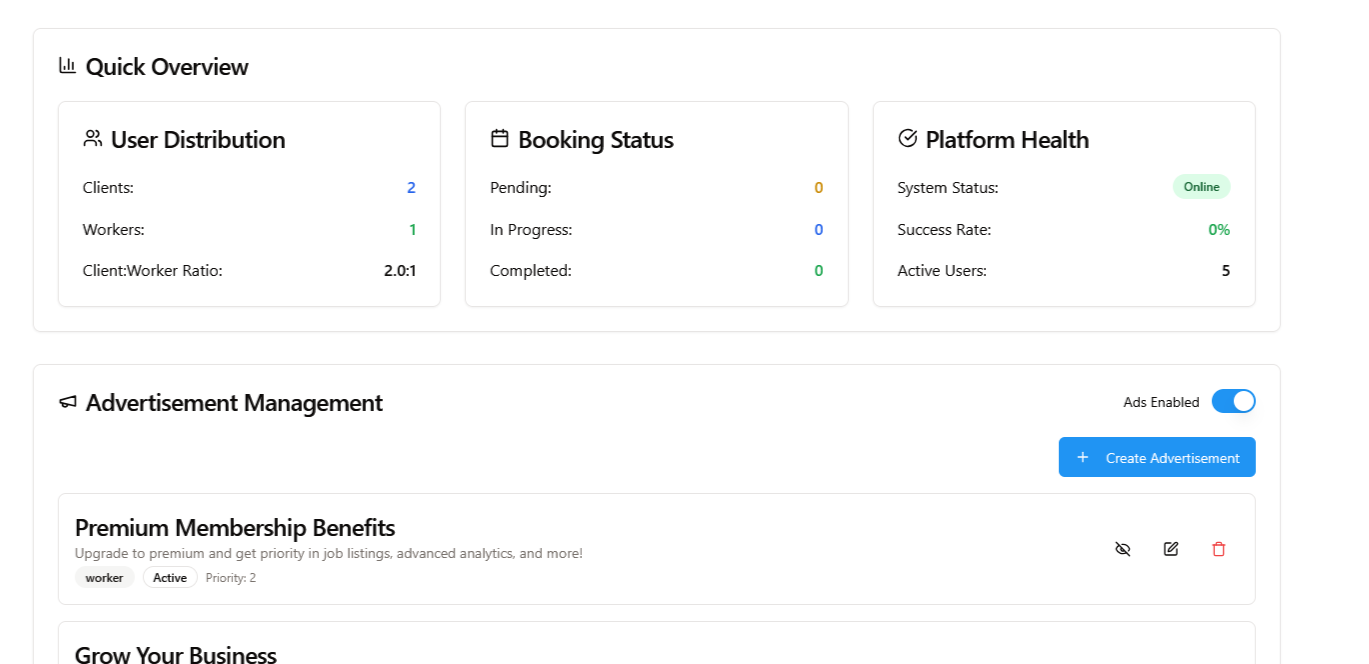 Quick Overview
User Distribution
Clients: 2
Workers: 1
Client:Worker Ratio: 2.0:1
Booking Status
Pending: 0
In Progress: 0
Completed: 0
Platform Health
System Status: Online
Success Rate: 0%
Active Users: 5
Advertisement Management
Ads Enabled
Create Advertisement
Premium Membership Benefits
Upgrade to premium and get priority in job listings, advanced analytics, and more!
worker Active Priority: 2
Grow Your Business